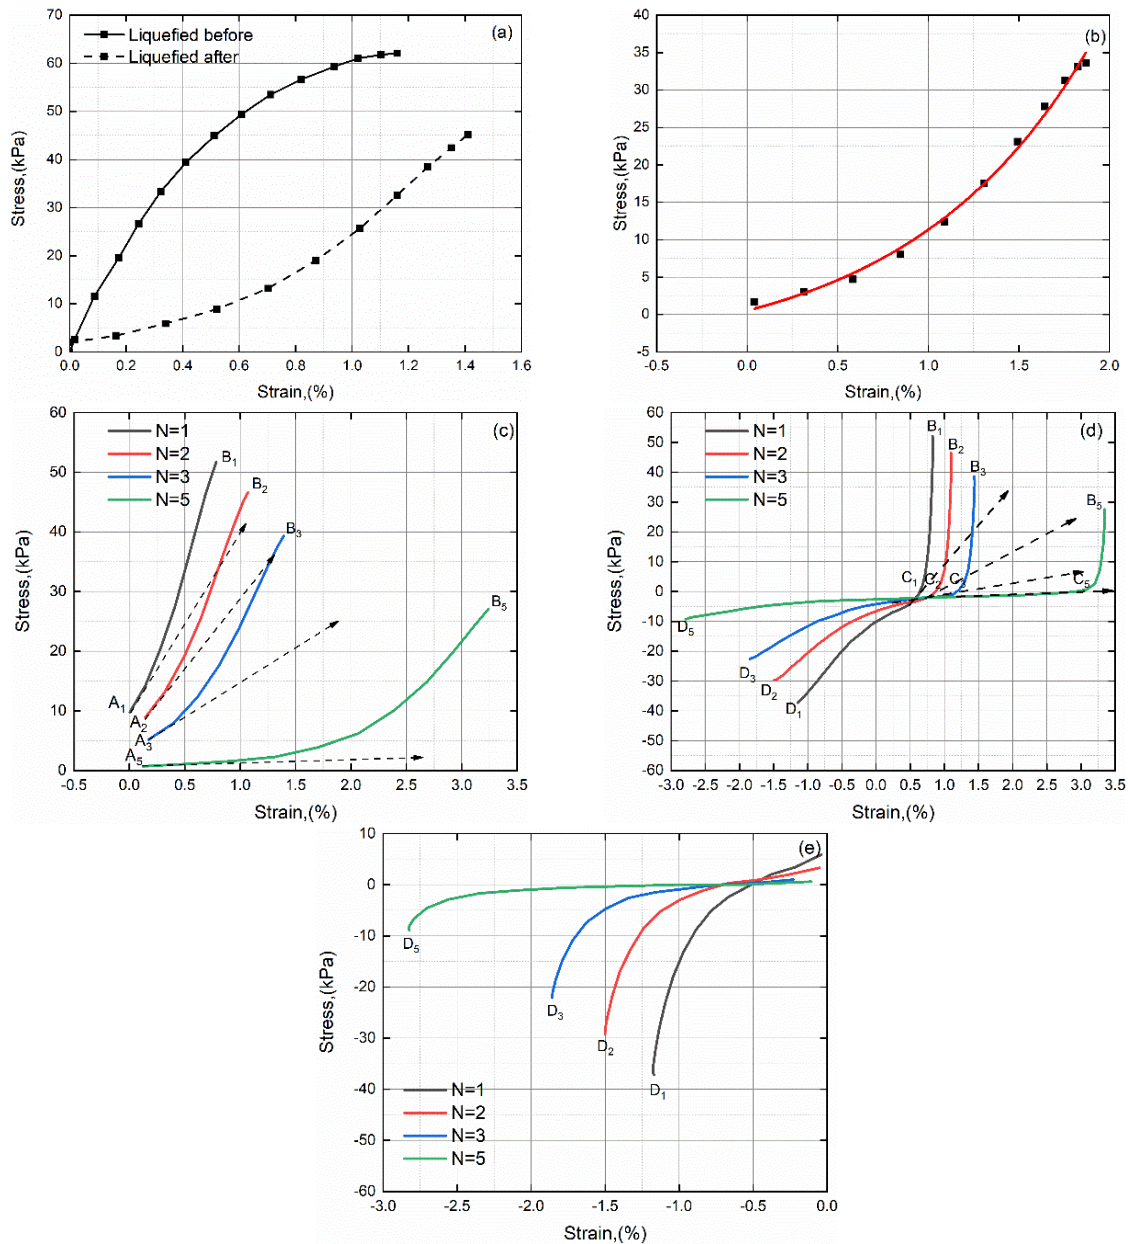 (a)
Liquefied before
Liquefied after
70
60
50
40
30
20
10
0
0.0 0.2 0.4 0.6 0.8 1.0 1.2 1.4 1.6
Stress,(kPa)
Strain,(%)
(b)
40
35
30
25
20
15
10
5
0
-5
-0.5 0.0 0.5 1.0 1.5 2.0
Stress,(kPa)
Strain,(%)
(c)
N=1
N=2
N=3
N=5
60
50
40
30
20
10
0
B1
B2
B3
B5
A1
A2
A3
A5
-0.5 0.0 0.5 1.0 1.5 2.0 2.5 3.0 3.5
Stress,(kPa)
Strain,(%)
(d)
N=1
N=2
N=3
N=5
60
50
40
30
20
10
0
-10
-20
-30
-40
-50
-60
B1
B2
B3
B5
C1
C2
C3
C5
D5
D3
D2
D1
-3.0 -2.5 -2.0 -1.5 -1.0 -0.5 0.0 0.5 1.0 1.5 2.0 2.5 3.0 3.5
Stress,(kPa)
Strain,(%)
(e)
10
0
-10
-20
-30
-40
-50
-60
D5
D3
D2
D1
N=1
N=2
N=3
N=5
-3.0 -2.5 -2.0 -1.5 -1.0 -0.5 0.0
Stress,(kPa)
Strain,(%)